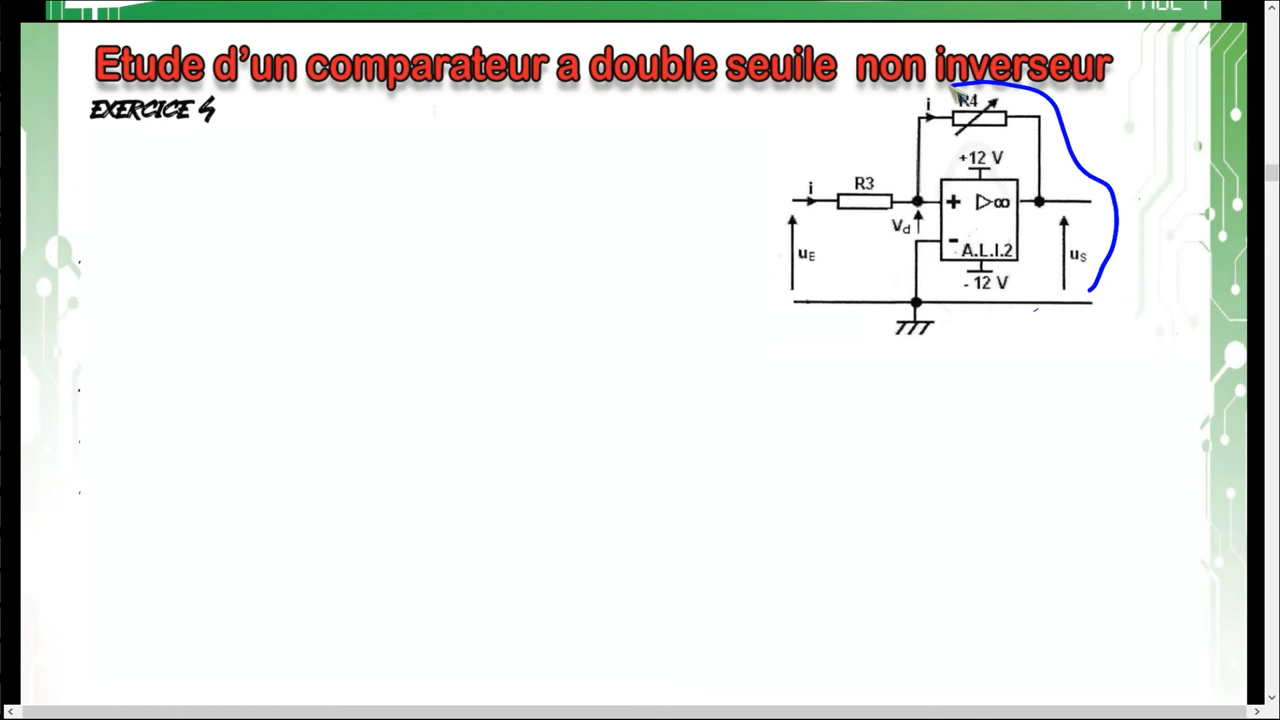 Etude d'un comparateur a double seuile non inverseur
EXERCICE 4
i
R4
+12 V
i
R3
+
▷∞
Vd
-
A.L.I.2
uE
uS
- 12 V